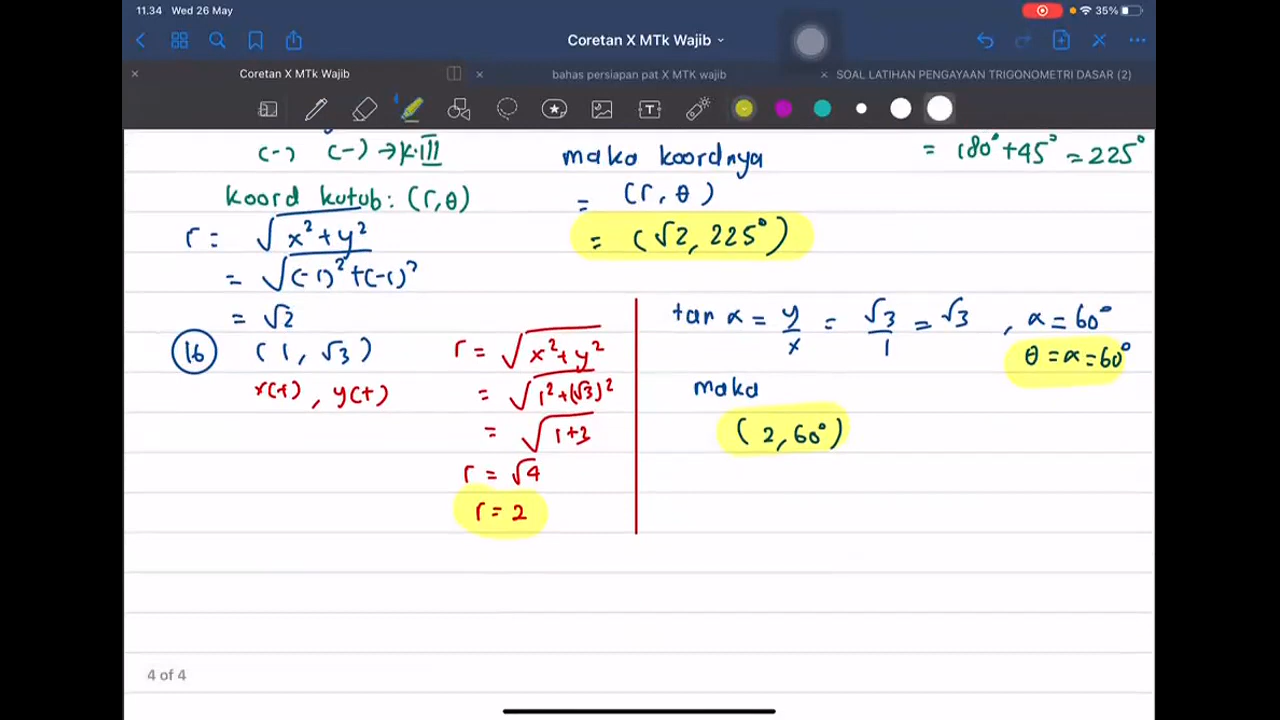 11.34 Wed 26 May
35%
Coretan X MTk Wajib
Coretan X MTk Wajib
bahas persiapan pat X MTK wajib
SOAL LATIHAN PENGAYAAN TRIGONOMETRI DASAR (2)
(-) (-) → K.III
koord kutub: (r,θ)
r = √x²+y²
= √(-1)²+(-1)²
= √2
maka koordnya
= (r, θ)
= (√2, 225°)
= 180° + 45° = 225°
16 (1, √3)
x(+), y(+)
r = √x²+y²
= √1²+(√3)²
= √1+3
r = √4
r = 2
tan α = y/x = √3/1 = √3 , α = 60°
θ = α = 60°
maka
(2, 60°)
4 of 4